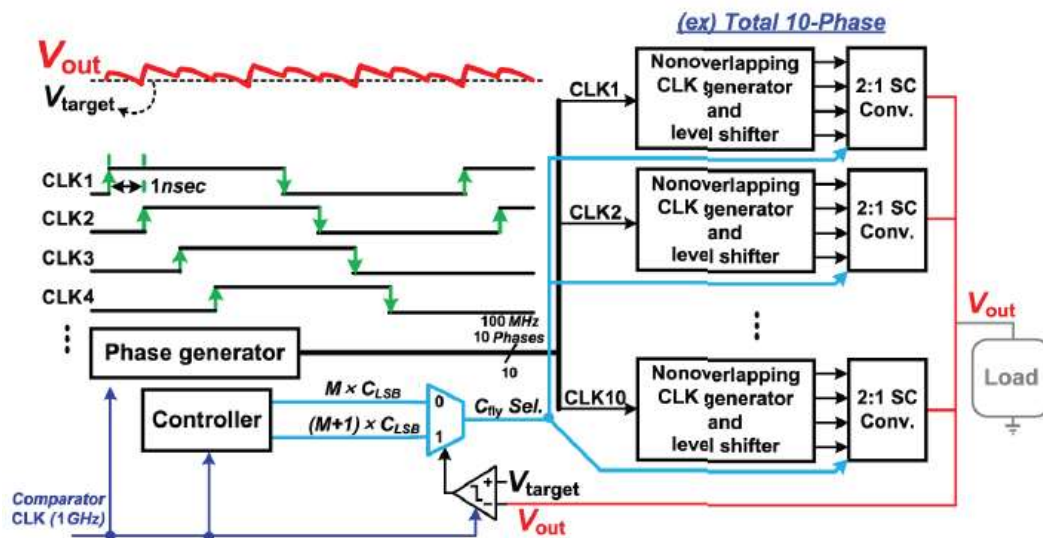 (ex) Total 10-Phase
Vout
Vtarget
CLK1
1nsec
CLK2
CLK3
CLK4
Phase generator
100 MHz
10 Phases
10
Controller
M × CLSB
(M+1) × CLSB
0
1
Cfly Sel.
Comparator
CLK (1GHz)
+
Vtarget
−
Vout
CLK1
Nonoverlapping
CLK generator
and
level shifter
2:1 SC
Conv.
CLK2
Nonoverlapping
CLK generator
and
level shifter
2:1 SC
Conv.
CLK10
Nonoverlapping
CLK generator
and
level shifter
2:1 SC
Conv.
Vout
Load